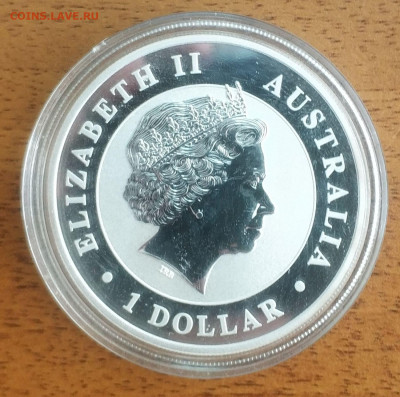 COINS.LAVE.RU
ELIZABETH II AUSTRALIA
1 DOLLAR
IRB